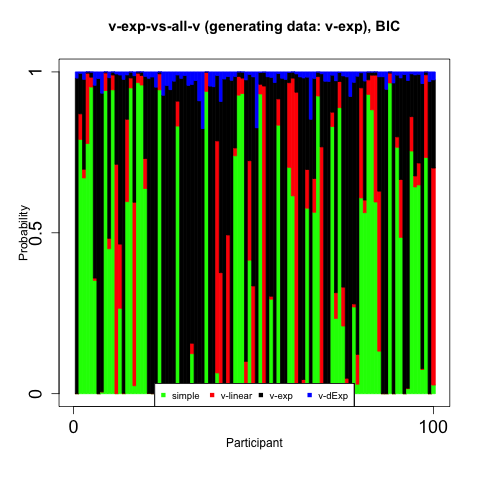 v-exp-vs-all-v (generating data: v-exp), BIC
1
0.5
0
Probability
simple v-linear v-exp v-dExp
0 100
Participant